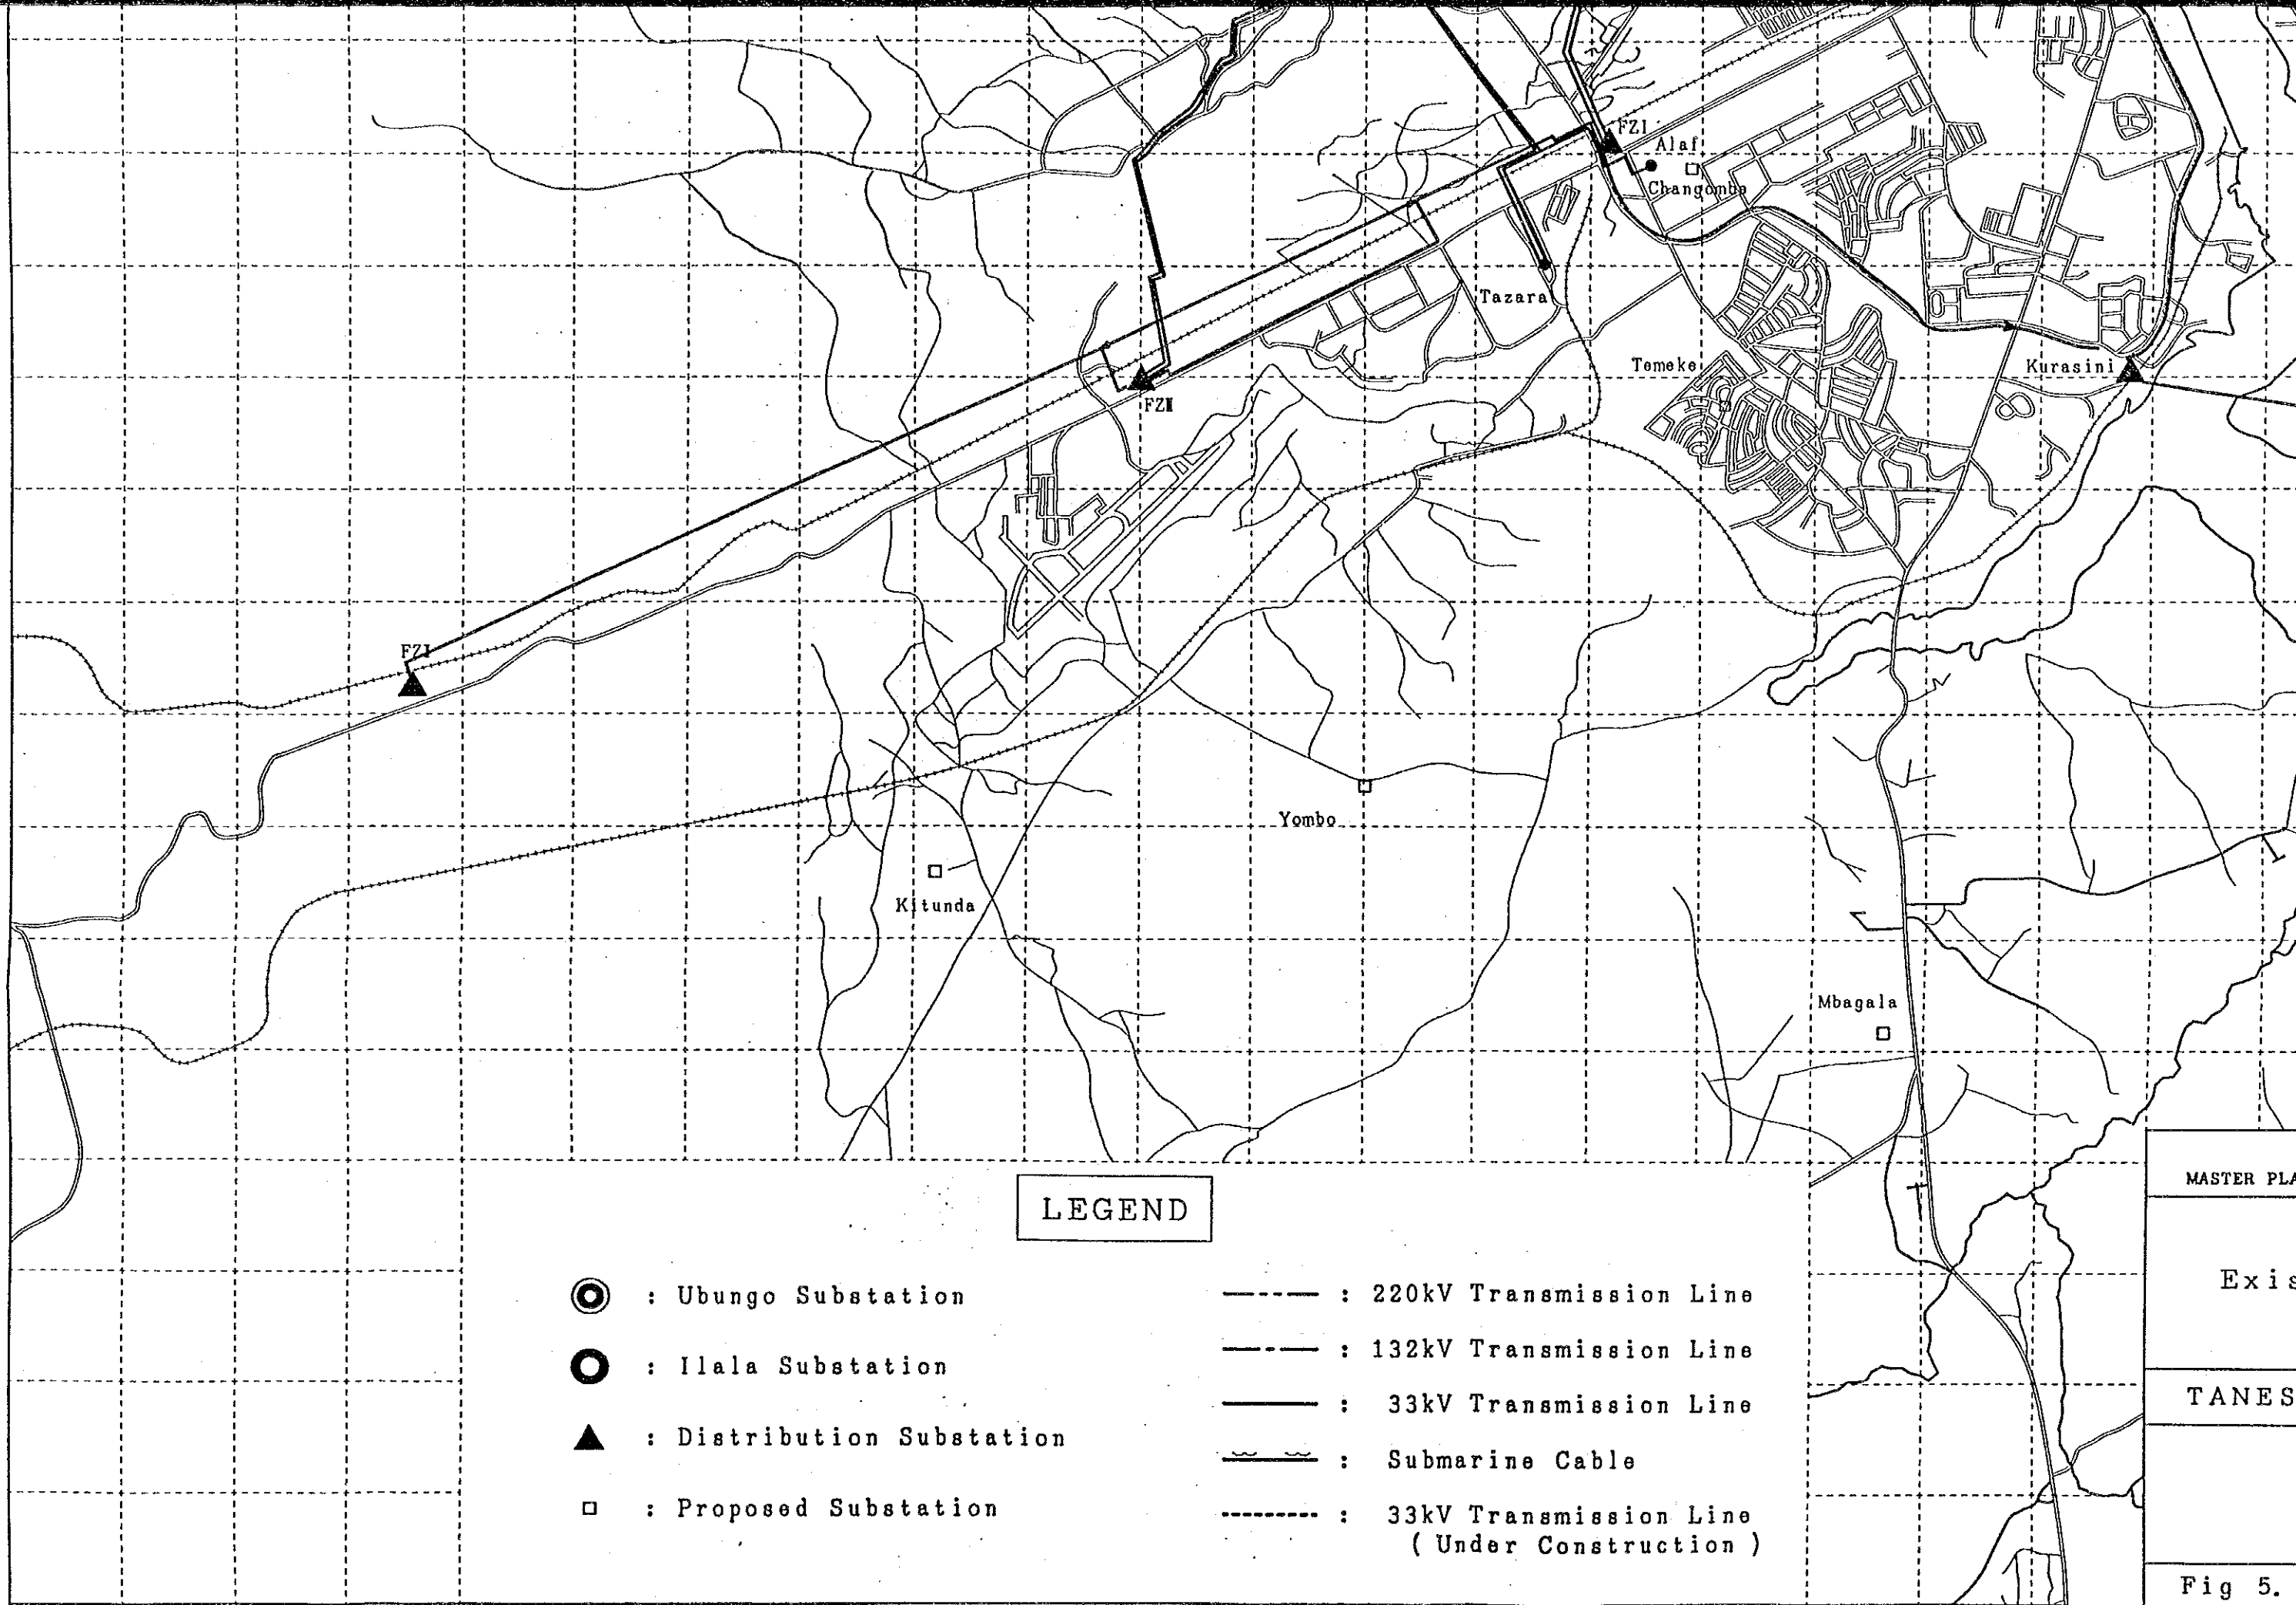 FZI
Alaf
Changombe
Tazara
Temeke
Kurasini
FZII
FZI
Yombo
Kitunda
Mbagala
LEGEND
: Ubungo Substation
: Ilala Substation
: Distribution Substation
: Proposed Substation
: 220kV Transmission Line
: 132kV Transmission Line
: 33kV Transmission Line
: Submarine Cable
: 33kV Transmission Line
( Under Construction )
MASTER PLA
Exis
TANES
Fig 5.